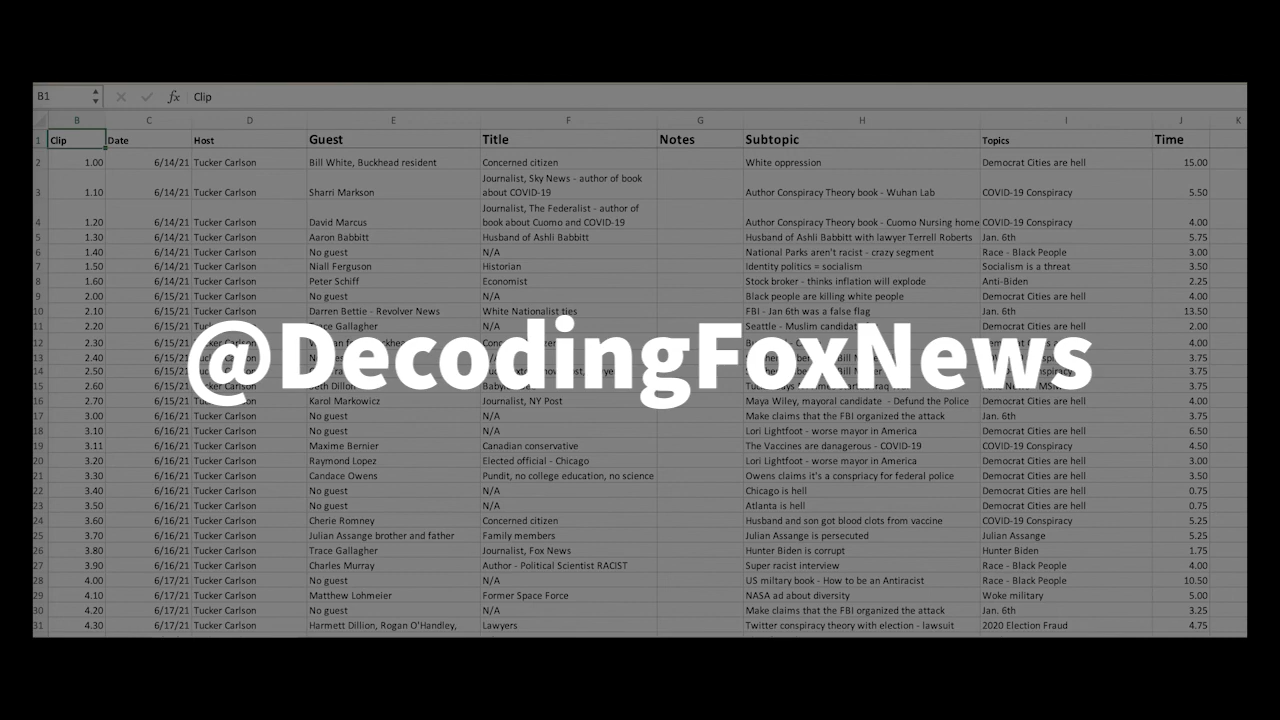 B1 fx Clip
B C D E F G H I J K
1 Clip Date Host Guest Title Notes Subtopic Topics Time
2 1.00 6/14/21 Tucker Carlson Bill White, Buckhead resident Concerned citizen White oppression Democrat Cities are hell 15.00
Journalist, Sky News - author of book
3 1.10 6/14/21 Tucker Carlson Sharri Markson about COVID-19 Author Conspiracy Theory book - Wuhan Lab COVID-19 Conspiracy 5.50
Journalist, The Federalist - author of
4 1.20 6/14/21 Tucker Carlson David Marcus book about Cuomo and COVID-19 Author Conspiracy Theory book - Cuomo Nursing home COVID-19 Conspiracy 4.00
5 1.30 6/14/21 Tucker Carlson Aaron Babbitt Husband of Ashli Babbitt Husband of Ashli Babbitt with lawyer Terrell Roberts Jan. 6th 5.75
6 1.40 6/14/21 Tucker Carlson No guest N/A National Parks aren't racist - crazy segment Race - Black People 3.00
7 1.50 6/14/21 Tucker Carlson Niall Ferguson Historian Identity politics = socialism Socialism is a threat 3.50
8 1.60 6/14/21 Tucker Carlson Peter Schiff Economist Stock broker - thinks inflation will explode Anti-Biden 2.25
9 2.00 6/15/21 Tucker Carlson No guest N/A Black people are killing white people Democrat Cities are hell 4.00
10 2.10 6/15/21 Tucker Carlson Darren Bettie - Revolver News White Nationalist ties FBI - Jan 6th was a false flag Jan. 6th 13.50
11 2.20 6/15/21 Gallagher N/A Seattle - Muslim Democrat Cities are hell 2.00
12 2.30 6/15/21 Democrat Cities are hell 4.00
13 2.40 6/15/21 3.75
14 2.50 6/15/21 3.75
15 2.60 6/15/21 3.75
@DecodingFoxNews
16 2.70 6/15/21 Tucker Carlson Karol Markowicz Journalist, NY Post Maya Wiley, mayoral candidate - Defund the Police Democrat Cities are hell 4.00
17 3.00 6/16/21 Tucker Carlson No guest N/A Make claims that the FBI organized the attack Jan. 6th 3.75
18 3.10 6/16/21 Tucker Carlson No guest N/A Lori Lightfoot - worse mayor in America Democrat Cities are hell 6.50
19 3.11 6/16/21 Tucker Carlson Maxime Bernier Canadian conservative The Vaccines are danagerous - COVID-19 COVID-19 Conspiracy 4.50
20 3.20 6/16/21 Tucker Carlson Raymond Lopez Elected official - Chicago Lori Lightfoot - worse mayor in America Democrat Cities are hell 3.00
21 3.30 6/16/21 Tucker Carlson Candace Owens Pundit, no college education, no science Owens claims it's a conspriacy for federal police Democrat Cities are hell 3.50
22 3.40 6/16/21 Tucker Carlson No guest N/A Chicago is hell Democrat Cities are hell 0.75
23 3.50 6/16/21 Tucker Carlson No guest N/A Atlanta is hell Democrat Cities are hell 0.75
24 3.60 6/16/21 Tucker Carlson Cherie Romney Concerned citizen Husband and son got blood clots from vaccine COVID-19 Conspiracy 5.25
25 3.70 6/16/21 Tucker Carlson Julian Assange brother and father Family members Julian Assange is persecuted Julian Assange 5.25
26 3.80 6/16/21 Tucker Carlson Trace Gallagher Journalist, Fox News Hunter Biden is corrupt Hunter Biden 1.75
27 3.90 6/16/21 Tucker Carlson Charles Murray Author - Political Scientist RACIST Super racist interview Race - Black People 4.00
28 4.00 6/17/21 Tucker Carlson No guest N/A US miltary book - How to be an Antiracist Race - Black People 10.50
29 4.10 6/17/21 Tucker Carlson Matthew Lohmeier Former Space Force NASA ad about diversity Woke military 5.00
30 4.20 6/17/21 Tucker Carlson No guest N/A Make claims that the FBI organized the attack Jan. 6th 3.25
31 4.30 6/17/21 Tucker Carlson Harmett Dillion, Rogan O'Handley, Lawyers Twitter conspiracy theory with election - lawsuit 2020 Election Fraud 4.75